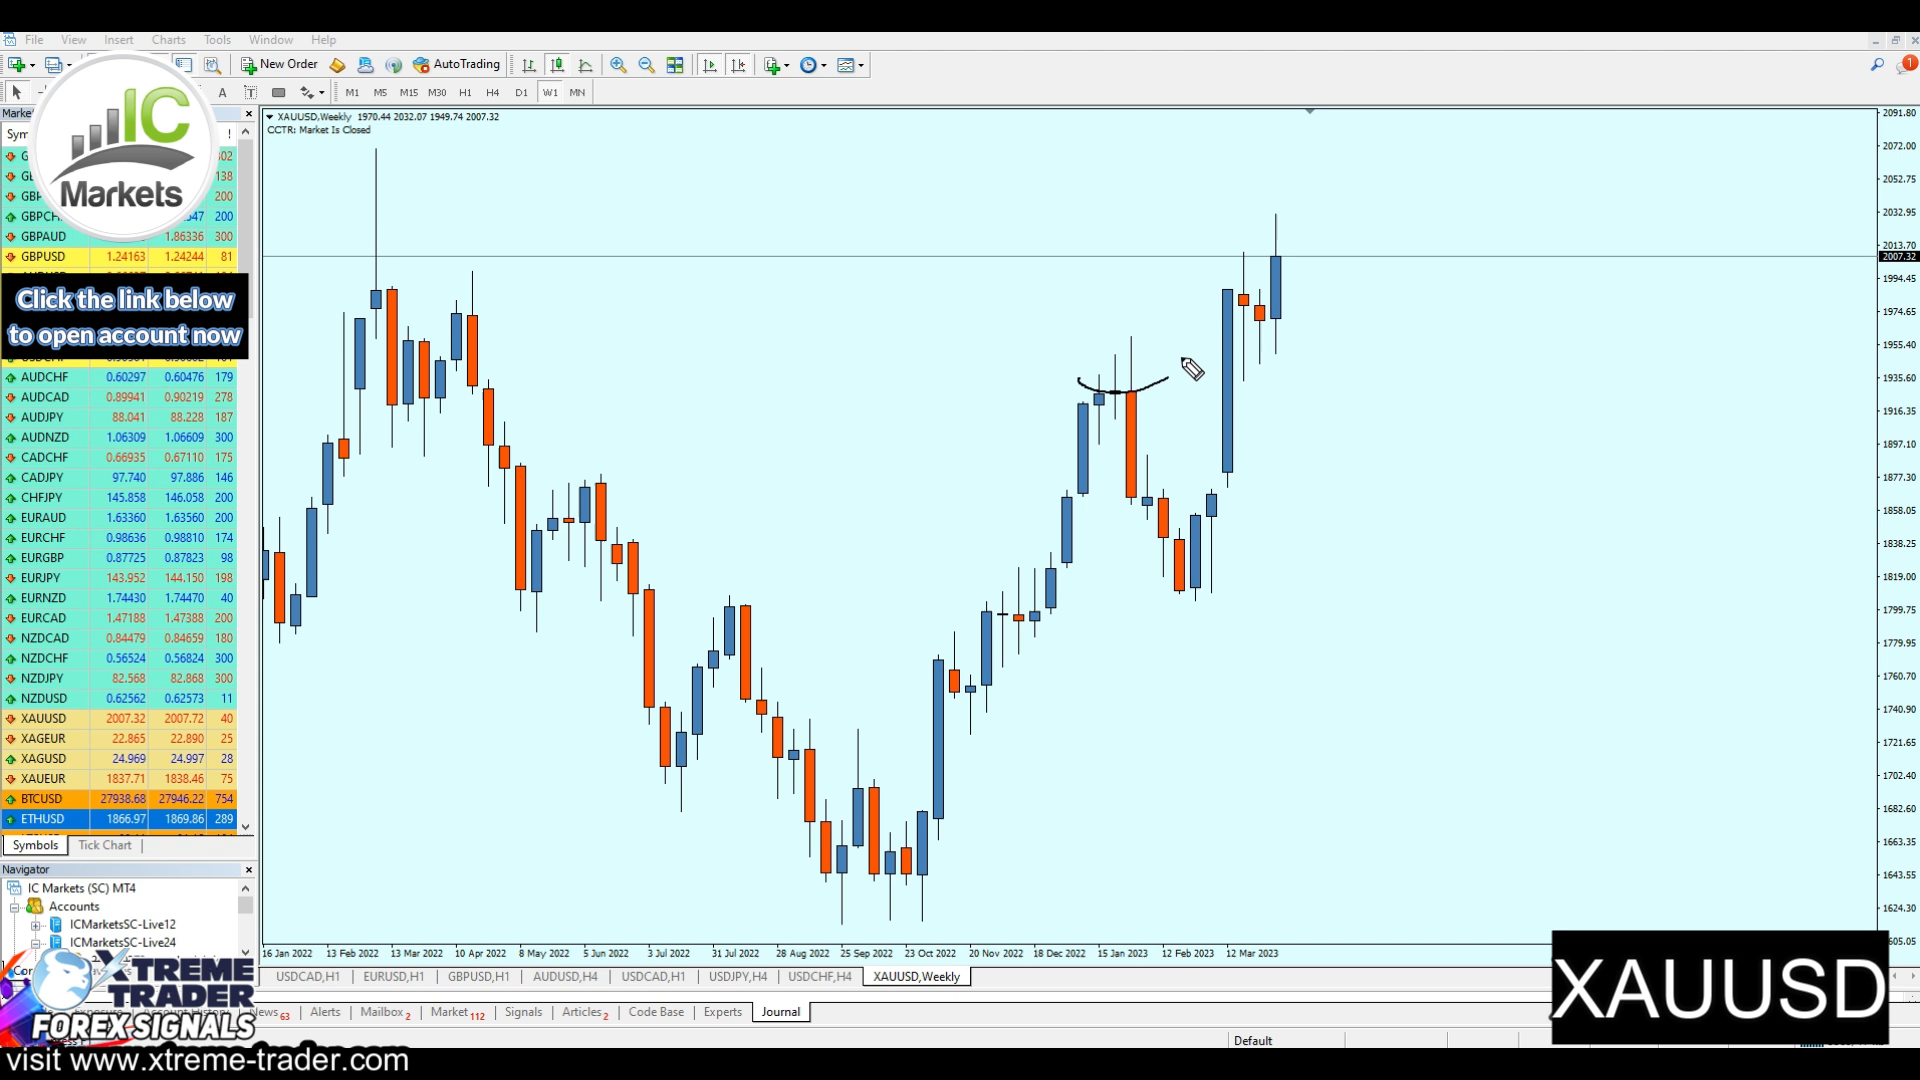 File View Insert Charts Tools Window Help
New Order AutoTrading 1
A T M1 M5 M15 M30 H1 H4 D1 W1 MN
IC Markets
Click the link below
to open account now
XAUUSD,Weekly 1970.44 2032.07 1949.74 2007.32
CCTR: Market Is Closed
Sym !
302
138
200
GBPCH 200
GBPAUD 1.86336 300
GBPUSD 1.24163 1.24244 81
AUDCHF 0.60297 0.60476 179
AUDCAD 0.89941 0.90219 278
AUDJPY 88.041 88.228 187
AUDNZD 1.06309 1.06609 300
CADCHF 0.66935 0.67110 175
CADJPY 97.740 97.886 146
CHFJPY 145.858 146.058 200
EURAUD 1.63360 1.63560 200
EURCHF 0.98636 0.98810 174
EURGBP 0.87725 0.87823 98
EURJPY 143.952 144.150 198
EURNZD 1.74430 1.74470 40
EURCAD 1.47188 1.47388 200
NZDCAD 0.84479 0.84659 180
NZDCHF 0.56524 0.56824 300
NZDJPY 82.568 82.868 300
NZDUSD 0.62562 0.62573 11
XAUUSD 2007.32 2007.72 40
XAGEUR 22.865 22.890 25
XAGUSD 24.969 24.997 28
XAUEUR 1837.71 1838.46 75
BTCUSD 27938.68 27946.22 754
ETHUSD 1866.97 1869.86 289
Symbols Tick Chart
Navigator
IC Markets (SC) MT4
Accounts
ICMarketsSC-Live12
ICMarketsSC-Live24
2091.80
2072.00
2052.75
2032.95
2013.70
2007.32
1994.45
1974.65
1955.40
1935.60
1916.35
1897.10
1877.30
1858.05
1838.25
1819.00
1799.75
1779.95
1760.70
1740.90
1721.65
1702.40
1682.60
1663.35
1643.55
1624.30
16 Jan 2022 13 Feb 2022 13 Mar 2022 10 Apr 2022 8 May 2022 5 Jun 2022 3 Jul 2022 31 Jul 2022 28 Aug 2022 25 Sep 2022 23 Oct 2022 20 Nov 2022 18 Dec 2022 15 Jan 2023 12 Feb 2023 12 Mar 2023
USDCAD,H1 EURUSD,H1 GBPUSD,H1 AUDUSD,H4 USDCAD,H1 USDJPY,H4 USDCHF,H4 XAUUSD,Weekly
News 63 Alerts Mailbox 2 Market 112 Signals Articles 2 Code Base Experts Journal
Default
XTREME
TRADER
FOREX SIGNALS
visit www.xtreme-trader.com
XAUUSD